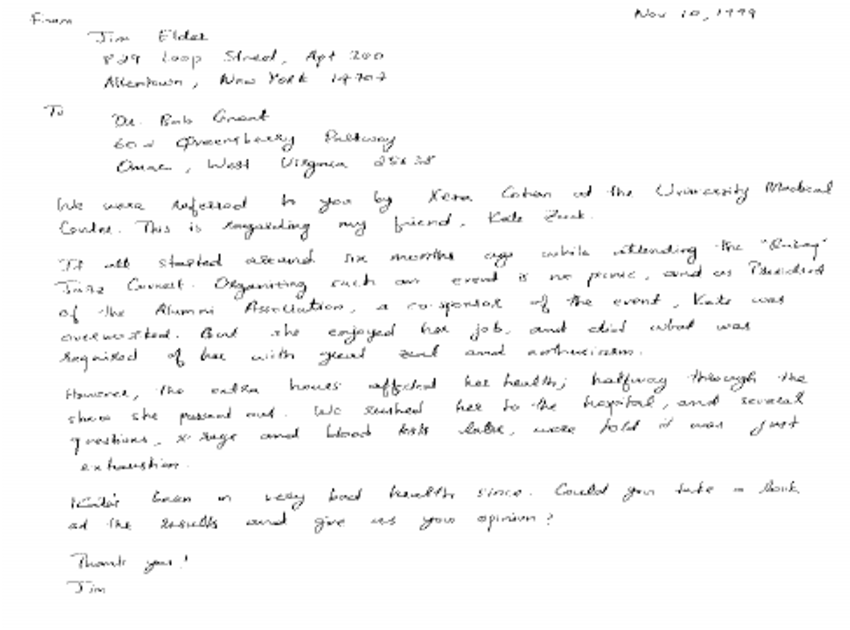 From
Nov 10, 1999
Jim Elder
829 Loop Street, Apt 300
Allentown, New York 14707
To
Dr. Bob Grant
602 Queensberry Parkway
Omar, West Virginia 25638
We were referred to you by Xena Cohen at the University Medical
Centre. This is regarding my friend, Kate Zack.
It all started around six months ago while attending the "Rubeq"
Jazz Concert. Organizing such an event is no picnic, and as President
of the Alumni Association, a co-sponsor of the event, Kate was
overworked. But she enjoyed her job, and did what was
required of her with great zeal and enthusiasm.
However, the extra hours affected her health; halfway through the
show she passed out. We rushed her to the hospital, and several
questions, x-rays and blood tests later, were told it was just
exhaustion.
Kate's been in very bad health since. Could you take a look
at the results and give us your opinion?
Thank you!
Jim